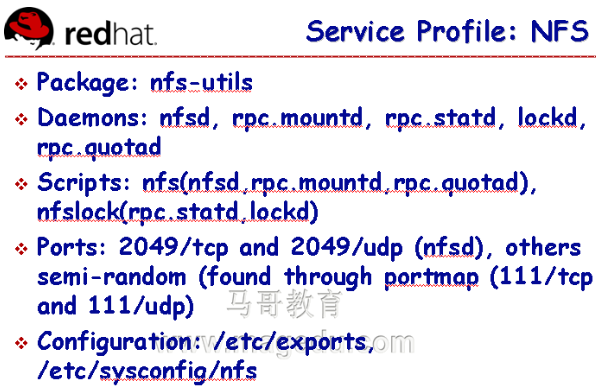 redhat.
Service Profile: NFS
Package: nfs-utils
Daemons: nfsd, rpc.mountd, rpc.statd, lockd,
rpc.quotad
Scripts: nfs(nfsd,rpc.mountd,rpc.quotad),
nfslock(rpc.statd,lockd)
Ports: 2049/tcp and 2049/udp (nfsd), others
semi-random (found through portmap (111/tcp
and 111/udp)
马哥教育
Configuration: /etc/exports,
www.magedu.com
/etc/sysconfig/nfs